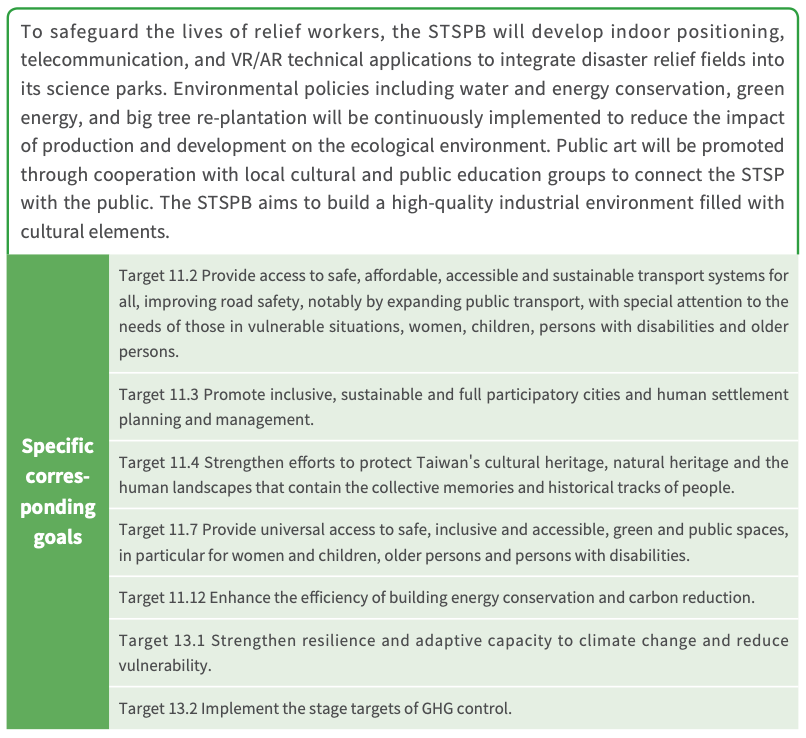 To safeguard the lives of relief workers, the STSPB will develop indoor positioning,
telecommunication, and VR/AR technical applications to integrate disaster relief fields into
its science parks. Environmental policies including water and energy conservation, green
energy, and big tree re-plantation will be continuously implemented to reduce the impact
of production and development on the ecological environment. Public art will be promoted
through cooperation with local cultural and public education groups to connect the STSP
with the public. The STSPB aims to build a high-quality industrial environment filled with
cultural elements.
Specific
corres-
ponding
goals
Target 11.2 Provide access to safe, affordable, accessible and sustainable transport systems for
all, improving road safety, notably by expanding public transport, with special attention to the
needs of those in vulnerable situations, women, children, persons with disabilities and older
persons.
Target 11.3 Promote inclusive, sustainable and full participatory cities and human settlement
planning and management.
Target 11.4 Strengthen efforts to protect Taiwan's cultural heritage, natural heritage and the
human landscapes that contain the collective memories and historical tracks of people.
Target 11.7 Provide universal access to safe, inclusive and accessible, green and public spaces,
in particular for women and children, older persons and persons with disabilities.
Target 11.12 Enhance the efficiency of building energy conservation and carbon reduction.
Target 13.1 Strengthen resilience and adaptive capacity to climate change and reduce
vulnerability.
Target 13.2 Implement the stage targets of GHG control.